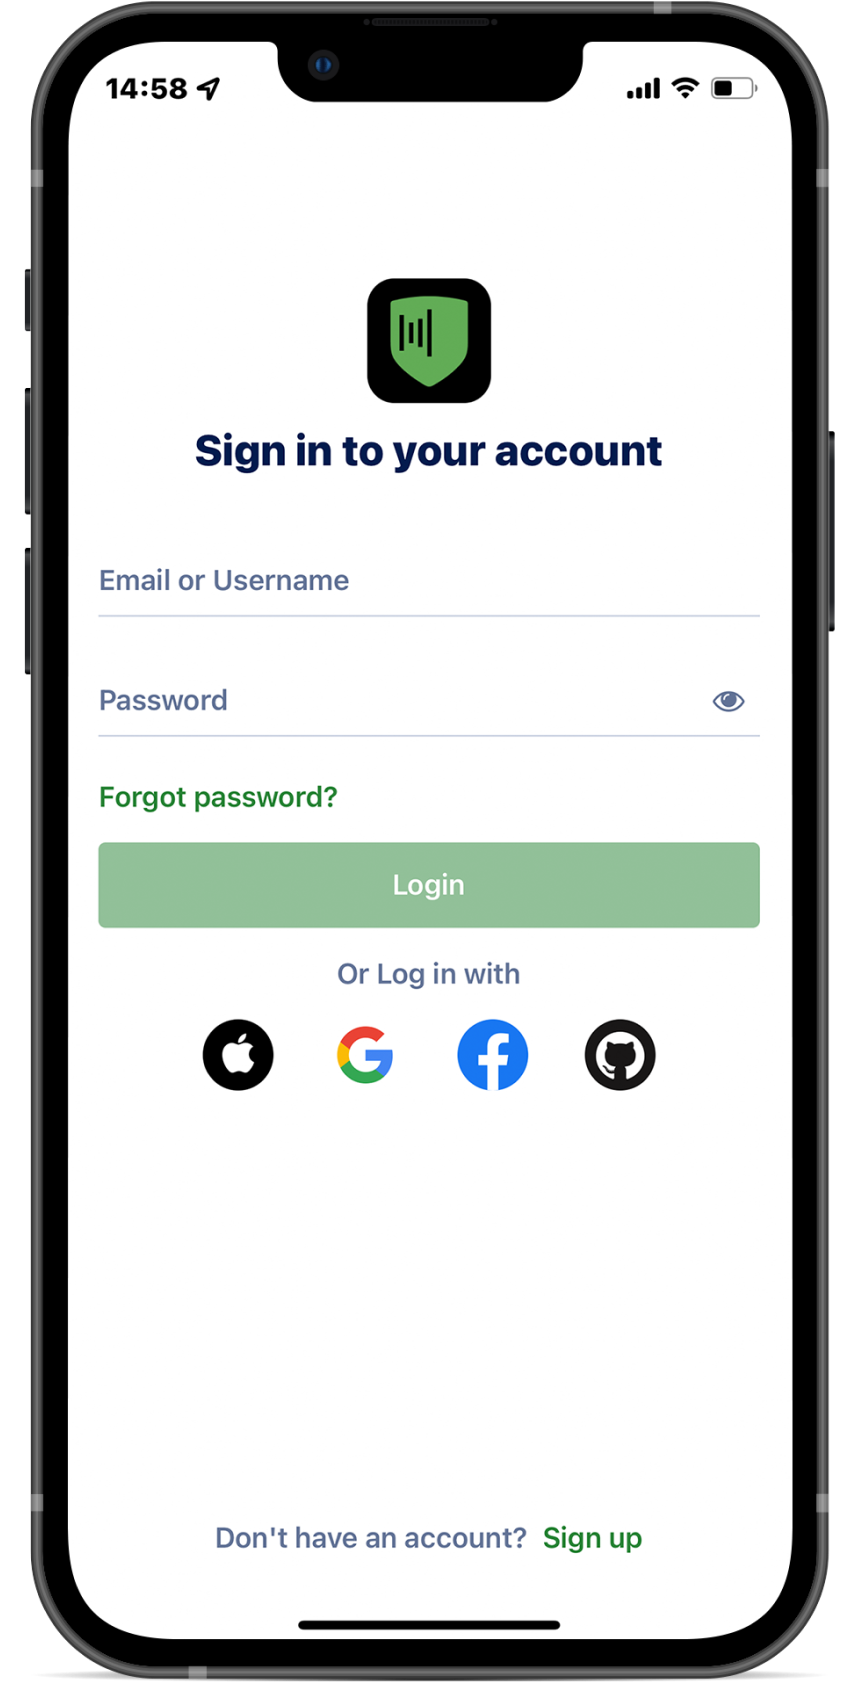 14:58
Sign in to your account
Email or Username
Password
Forgot password?
Login
Or Log in with
Don't have an account? Sign up